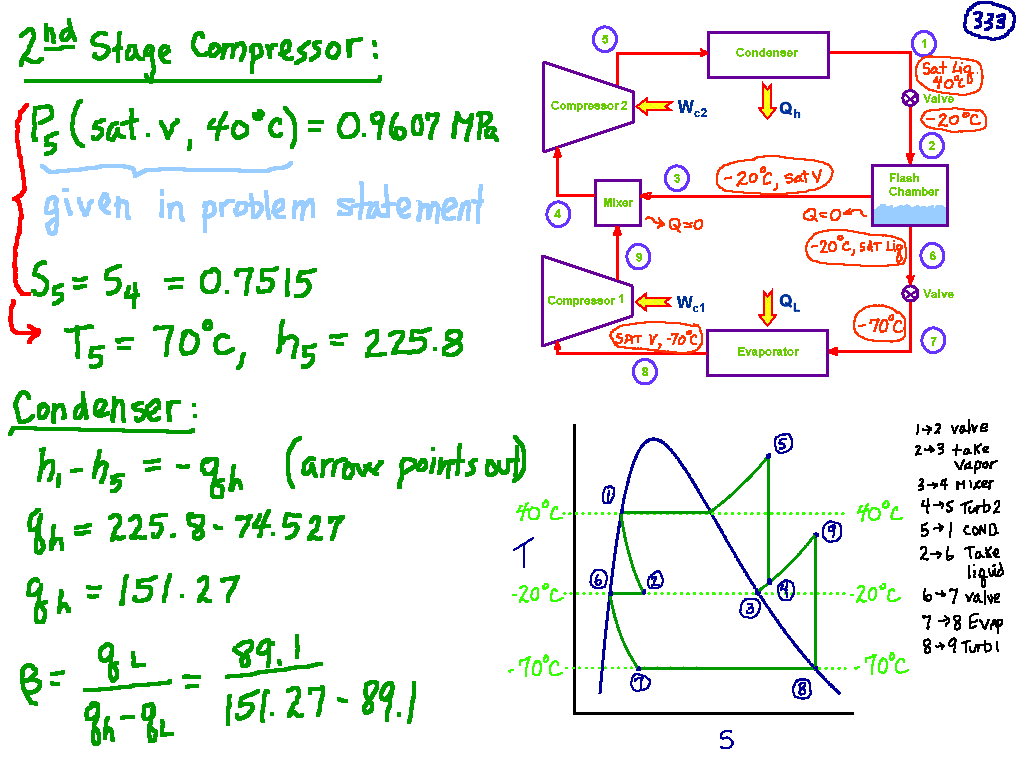 333
2nd Stage Compressor:
P5 (sat. v, 40°C) = 0.9607 MPa
given in problem statement
S5 = S4 = 0.7515
T5 = 70°C, h5 = 225.8
Condenser:
h1 - h5 = -qh (arrow points out)
qh = 225.8 - 74.527
qh = 151.27
β = qL / (qh - qL) = 89.1 / (151.27 - 89.1)
5
Condenser
1
Sat Liq
40°C
Compressor 2
Wc2
Qh
Valve
-20°C
2
3
-20°C, sat V
Flash
Chamber
Mixer
4
Q=0
Q=0
-20°C, SAT Liq
6
9
Compressor 1
Wc1
QL
Valve
-70°C
SAT V, -70°C
Evaporator
7
8
T
5
1
40°C
40°C
9
6
2
4
-20°C
3
-20°C
-70°C
7
8
-70°C
S
1→2 valve
2→3 take
vapor
3→4 Mixer
4→5 Turb2
5→1 COND.
2→6 Take
liquid
6→7 valve
7→8 Evap
8→9 Turb1